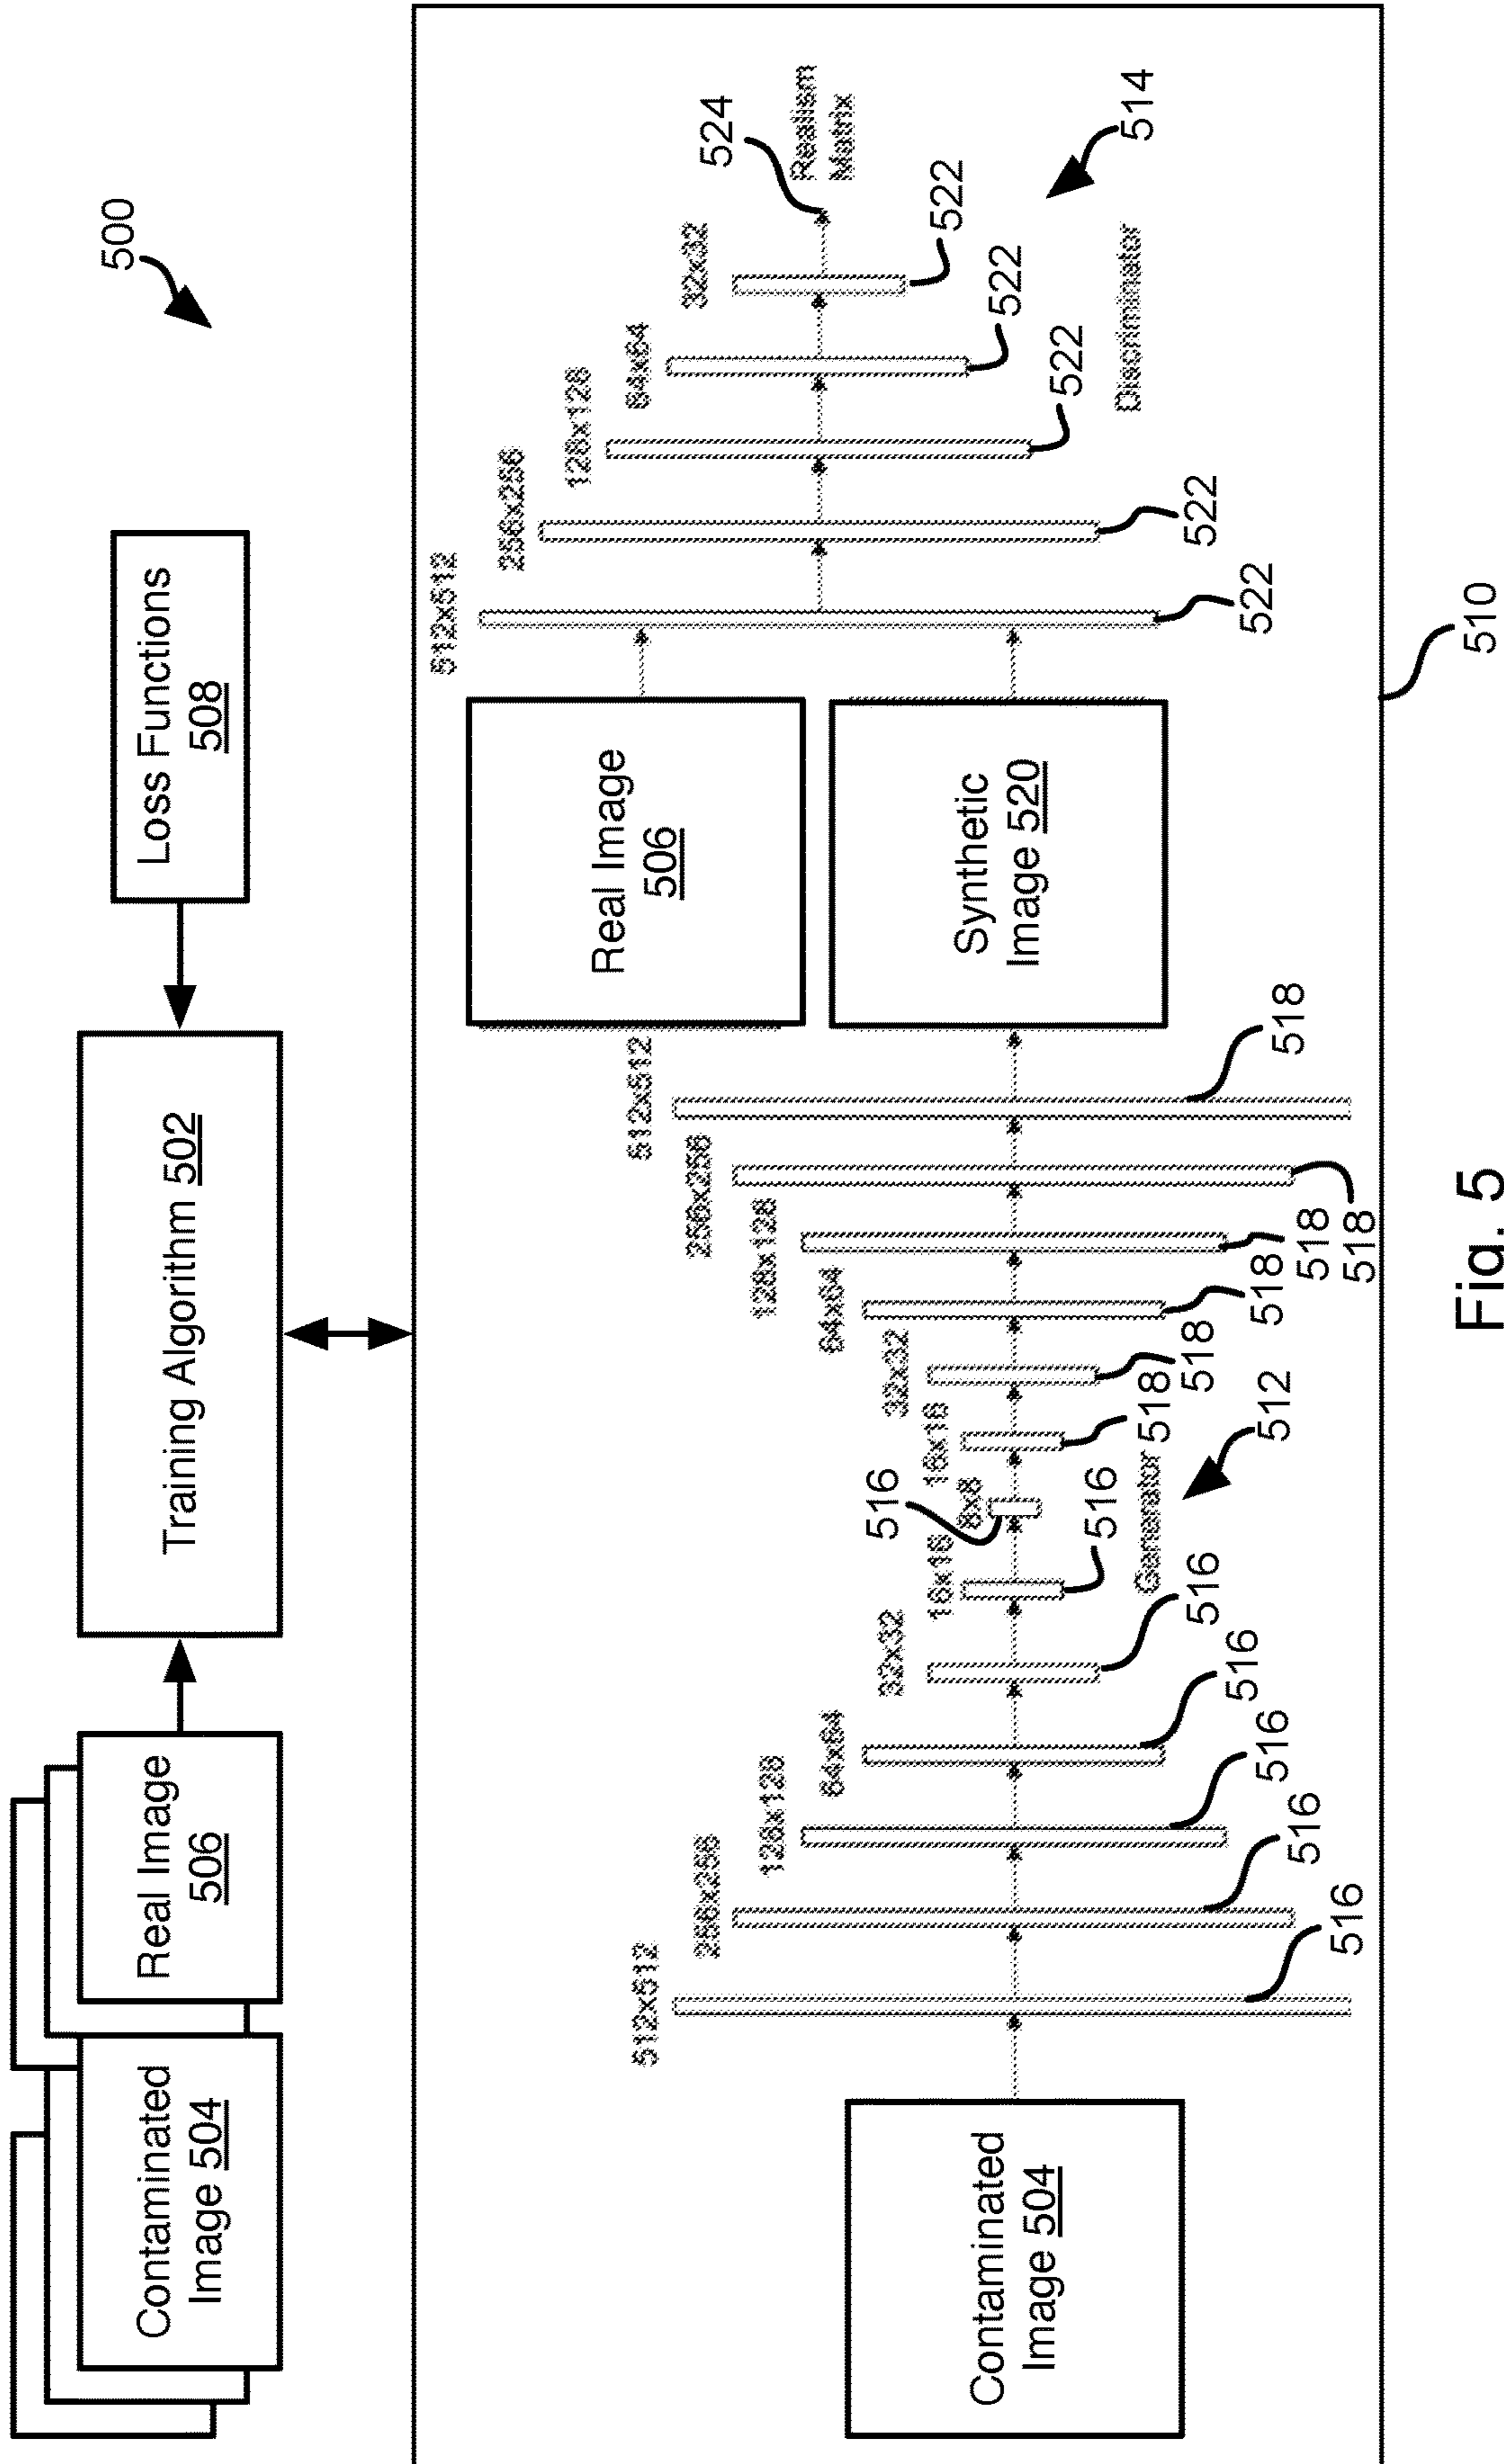 500
Contaminated
Image 504
Real Image
506
Training Algorithm 502
Loss Functions
508
Contaminated
Image 504
512x512
256x256
128x128
64x64
32x32
16x16
8x8
16x16
32x32
64x64
128x128
256x256
512x512
516
516
516
516
516
516
516
Generator
512
518
518
518
518
518
518
Real Image
506
Synthetic
Image 520
512x512
256x256
128x128
64x64
32x32
522
522
522
522
522
524
Realism
Matrix
Discriminator
514
510
Fig. 5